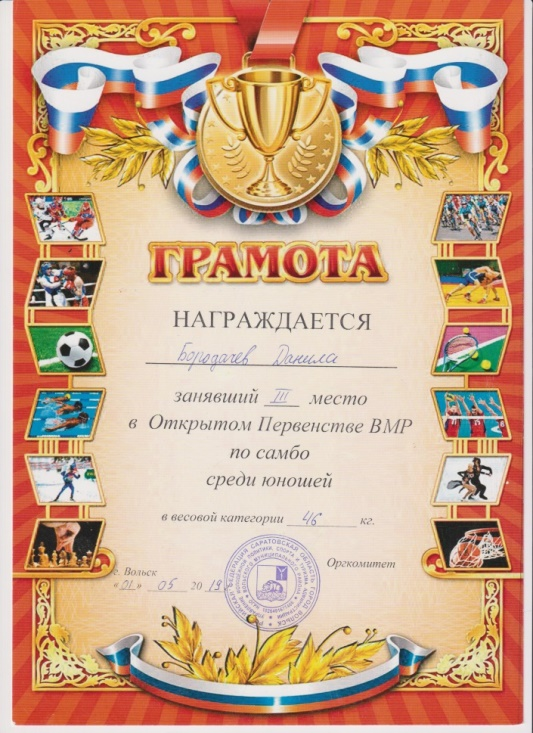 ГРАМОТА
НАГРАЖДАЕТСЯ
Бородачев Данила
занявший III место
в Открытом Первенстве ВМР
по самбо
среди юношей
в весовой категории 46 кг.
Оргкомитет
г. Вольск
«01» 05 2019